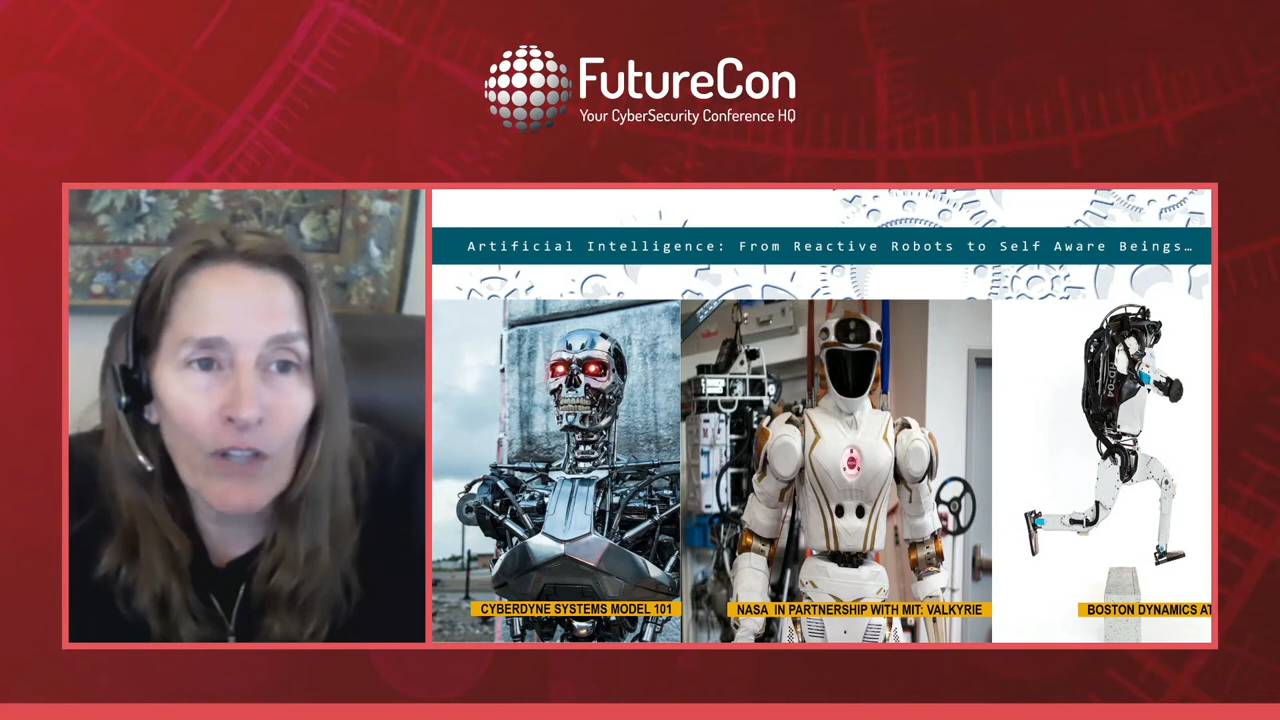 FutureCon
Your CyberSecurity Conference HQ
Artificial Intelligence: From Reactive Robots to Self Aware Beings…
CYBERDYNE SYSTEMS MODEL 101
NASA IN PARTNERSHIP WITH MIT: VALKYRIE
BOSTON DYNAMICS AT